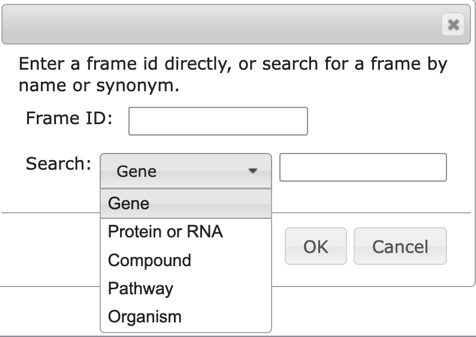 Enter a frame id directly, or search for a frame by
name or synonym.
Frame ID:
Search: Gene
Gene
Protein or RNA
Compound
Pathway
Organism
OK Cancel